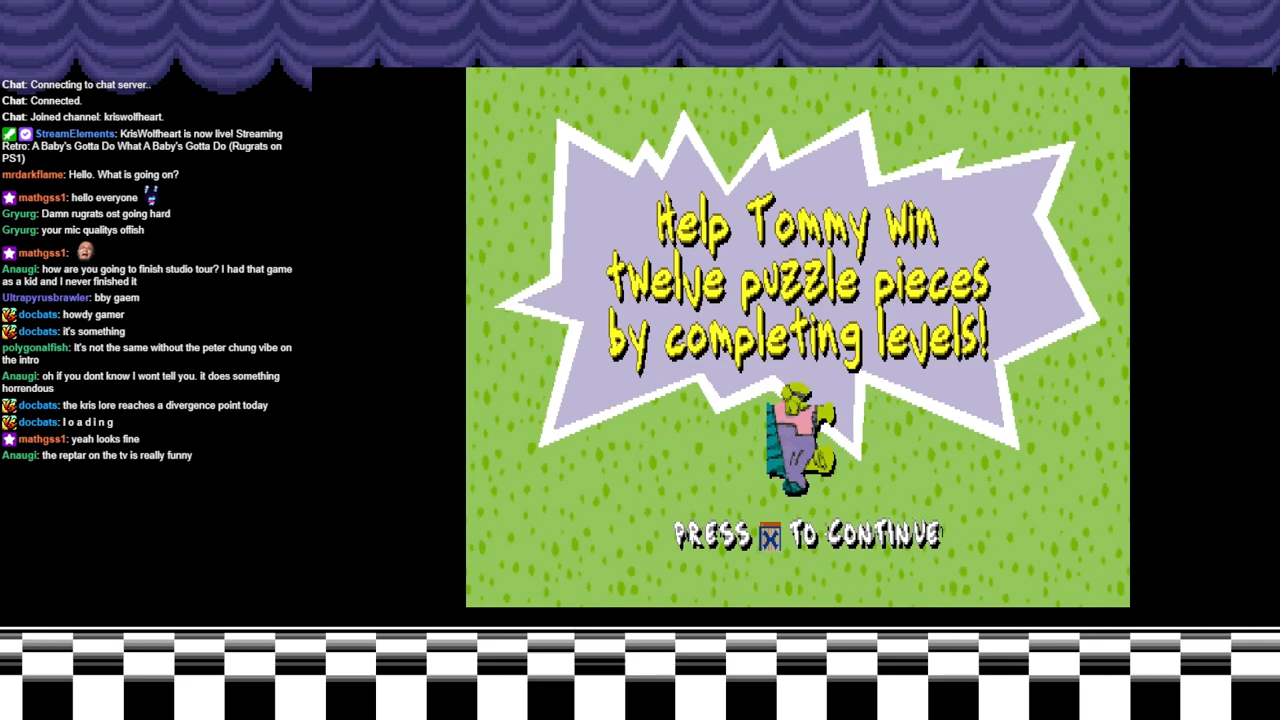 Chat: Connecting to chat server..
Chat: Connected.
Chat: Joined channel: kriswolfheart.
StreamElements: KrisWolfheart is now live! Streaming
Retro: A Baby's Gotta Do What A Baby's Gotta Do (Rugrats on
PS1)
mrdarkflame: Hello. What is going on?
mathgss1: hello everyone
Gryurg: Damn rugrats ost going hard
Gryurg: your mic qualitys offish
mathgss1:
Anaugi: how are you going to finish studio tour? I had that game
as a kid and I never finished it
Ultrapyrusbrawler: bby gaem
docbats: howdy gamer
docbats: it's something
polygonalfish: It's not the same without the peter chung vibe on
the intro
Anaugi: oh if you dont know I wont tell you. it does something
horrendous
docbats: the kris lore reaches a divergence point today
docbats: l o a d i n g
mathgss1: yeah looks fine
Anaugi: the reptar on the tv is really funny
Help Tommy win
twelve puzzle pieces
by completing levels!
PRESS X TO CONTINUE